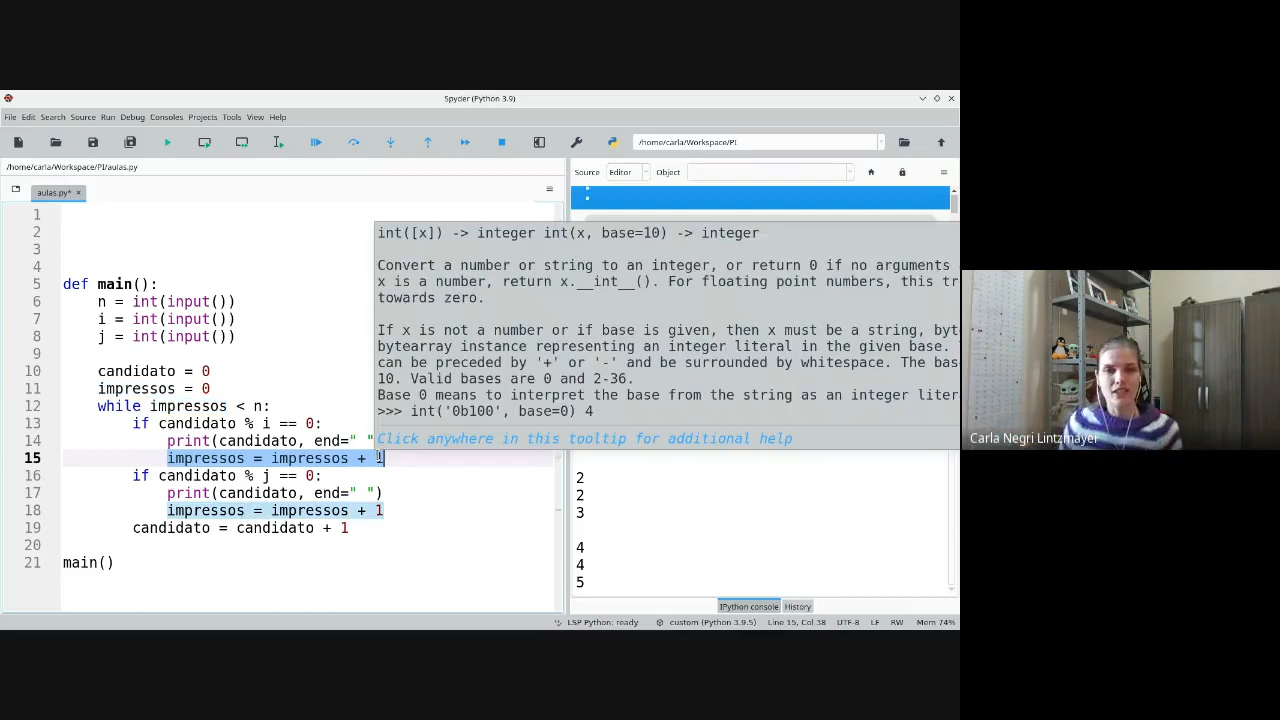 Spyder (Python 3.9)
File Edit Search Source Run Debug Consoles Projects Tools View Help
/home/carla/Workspace/PI
/home/carla/Workspace/PI/aulas.py
Source Editor Object
aulas.py*
1
2
3
4
5 def main():
6 n = int(input())
7 i = int(input())
8 j = int(input())
9
10 candidato = 0
11 impressos = 0
12 while impressos < n:
13 if candidato % i == 0:
14 print(candidato, end=" "
15 impressos = impressos + 1
16 if candidato % j == 0:
17 print(candidato, end=" ")
18 impressos = impressos + 1
19 candidato = candidato + 1
20
21 main()
int([x]) -> integer int(x, base=10) -> integer
Convert a number or string to an integer, or return 0 if no arguments
x is a number, return x.__int__(). For floating point numbers, this tr
towards zero.
If x is not a number or if base is given, then x must be a string, byt
bytearray instance representing an integer literal in the given base.
can be preceded by '+' or '-' and be surrounded by whitespace. The bas
10. Valid bases are 0 and 2-36.
Base 0 means to interpret the base from the string as an integer liter
>>> int('0b100', base=0) 4
Click anywhere in this tooltip for additional help
2
2
3
4
4
5
IPython console History
LSP Python: ready custom (Python 3.9.5) Line 15, Col 38 UTF-8 LF RW Mem 74%
Carla Negri Lintzmayer